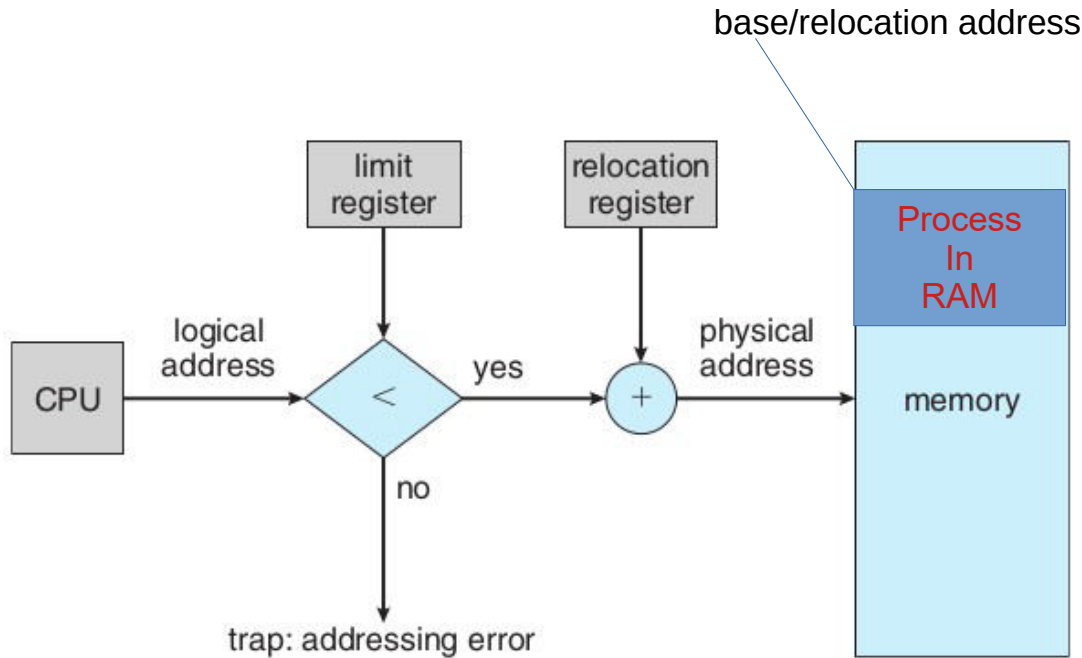 base/relocation address
limit
register
relocation
register
Process
In
RAM
logical
address
physical
address
CPU
<
yes
+
memory
no
trap: addressing error